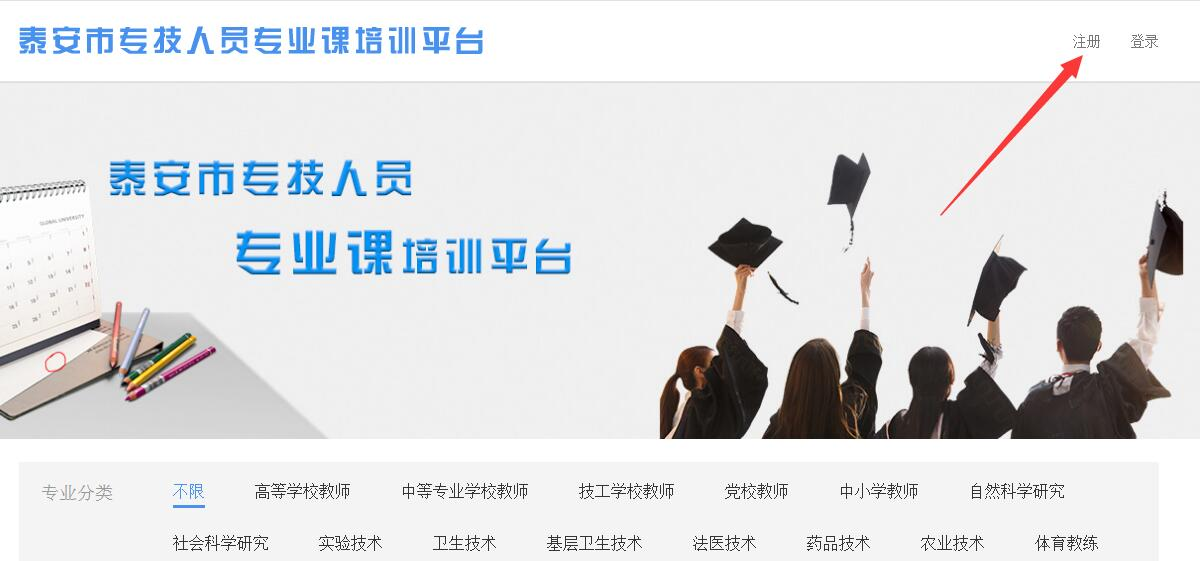 泰安市专技人员专业课培训平台
注册 登录
泰安市专技人员
专业课培训平台
GLOBAL UNIVERSITY
专业分类 不限 高等学校教师 中等专业学校教师 技工学校教师 党校教师 中小学教师 自然科学研究
社会科学研究 实验技术 卫生技术 基层卫生技术 法医技术 药品技术 农业技术 体育教练